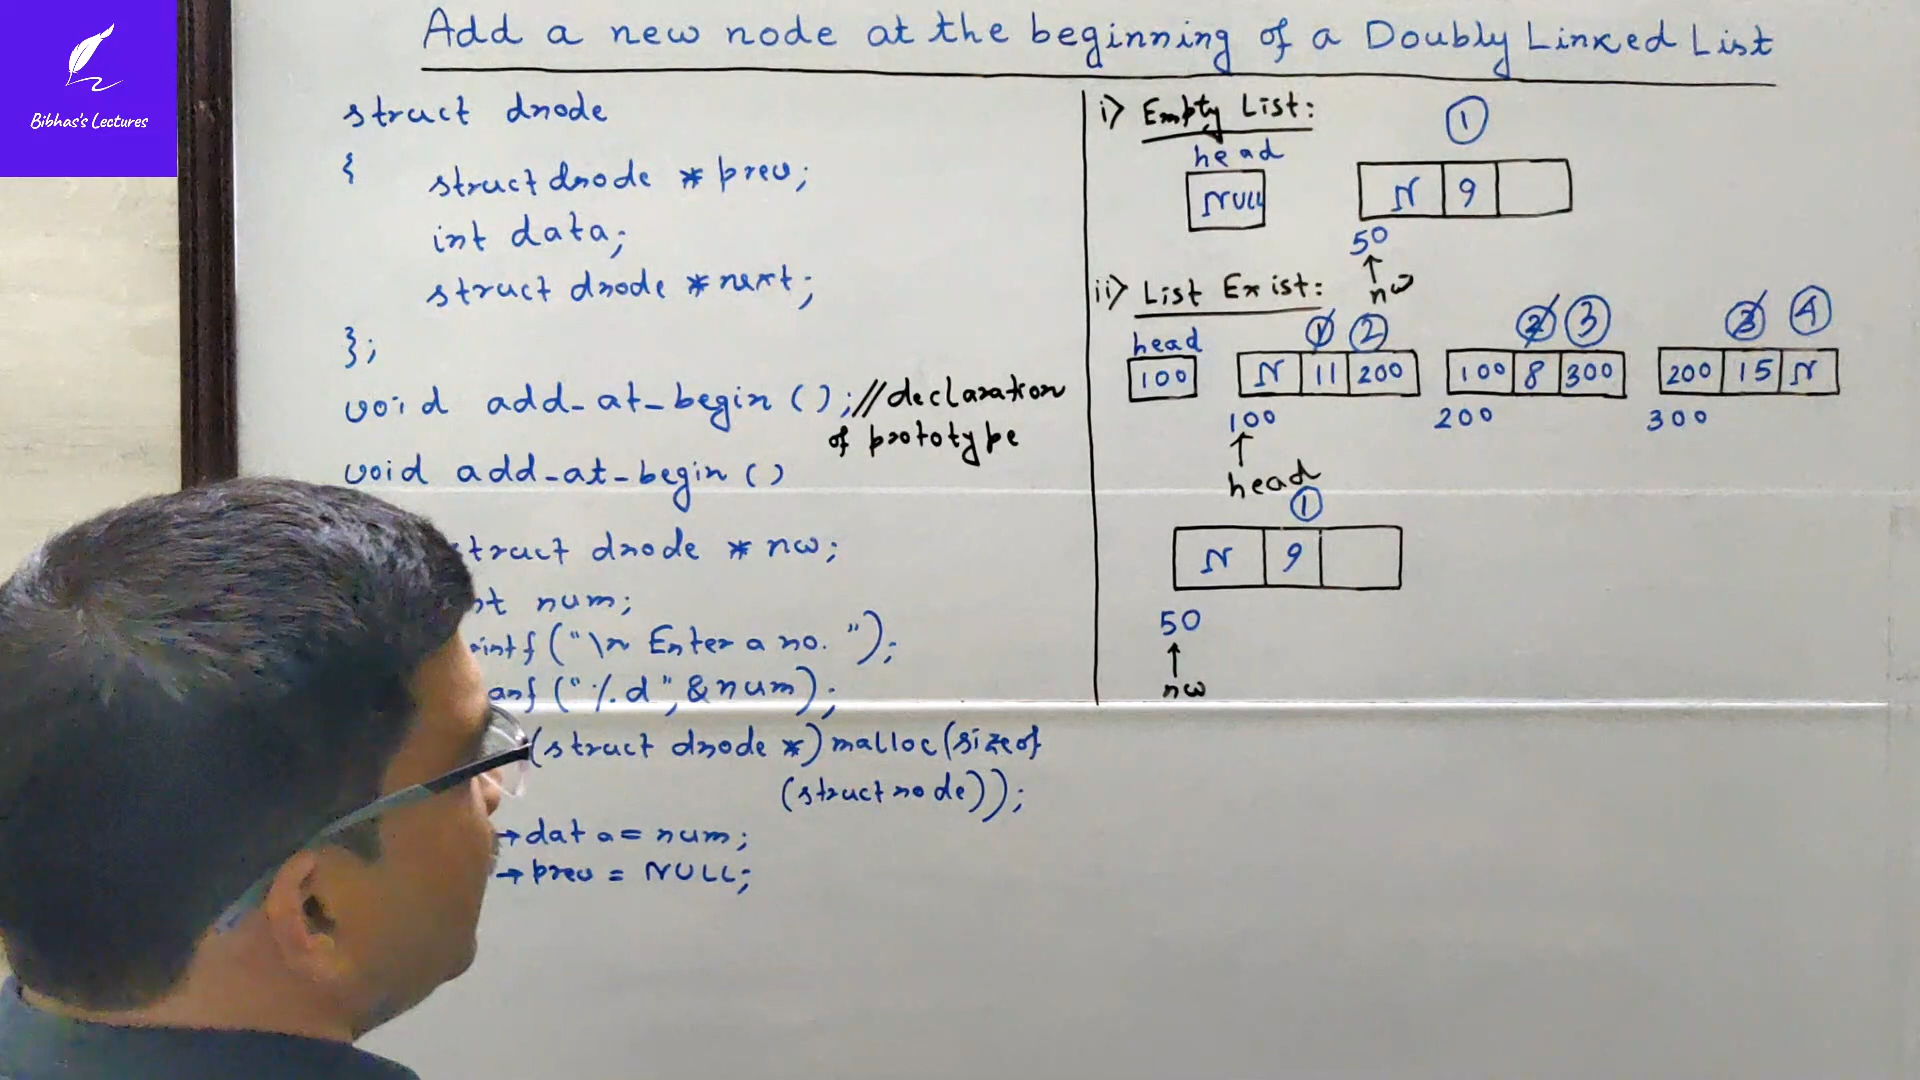 Bibhas's Lectures
Add a new node at the beginning of a Doubly Linked List
struct dnode
{ struct dnode * prev;
int data;
struct dnode * next;
};
void add_at_begin ( ); // declaration
of prototype
void add_at_begin ( )
truct dnode * nw;
nt num;
intf ("\n Enter a no. ");
anf ("%d", &num);
(struct dnode *) malloc (sizeof
(struct node));
→ data = num;
→ prev = NULL;
i) Empty List: 1
head
NULL N 9
50
↑
nw
ii) List Exist:
1 2 2 3 3 4
head
100 N 11 200 100 8 300 200 15 N
100 200 300
↑
head
1
N 9
50
↑
nw